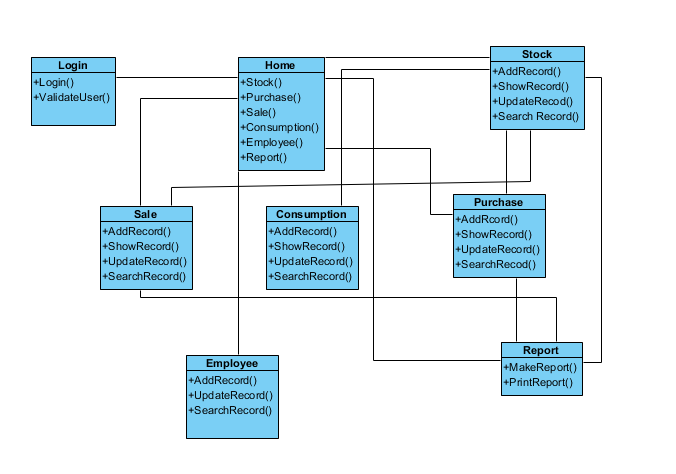 Login
+Login()
+ValidateUser()
Home
+Stock()
+Purchase()
+Sale()
+Consumption()
+Employee()
+Report()
Stock
+AddRecord()
+ShowRecord()
+UpdateRecod()
+Search Record()
Sale
+AddRecord()
+ShowRecord()
+UpdateRecord()
+SearchRecord()
Consumption
+AddRecord()
+ShowRecord()
+UpdateRecord()
+SearchRecord()
Purchase
+AddRcord()
+ShowRecord()
+UpdateRecord()
+SearchRecod()
Employee
+AddRecord()
+UpdateRecord()
+SearchRecord()
Report
+MakeReport()
+PrintReport()